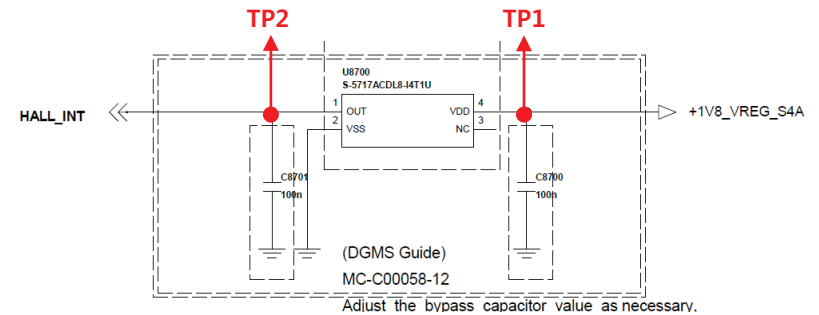 TP2
TP1
U8700
S-5717ACDL8-I4T1U
HALL_INT
1
OUT
VDD
4
+1V8_VREG_S4A
2
VSS
NC
3
C8701
100n
C8700
100n
(DGMS Guide)
MC-C00058-12
Adjust the bypass capacitor value as necessary.